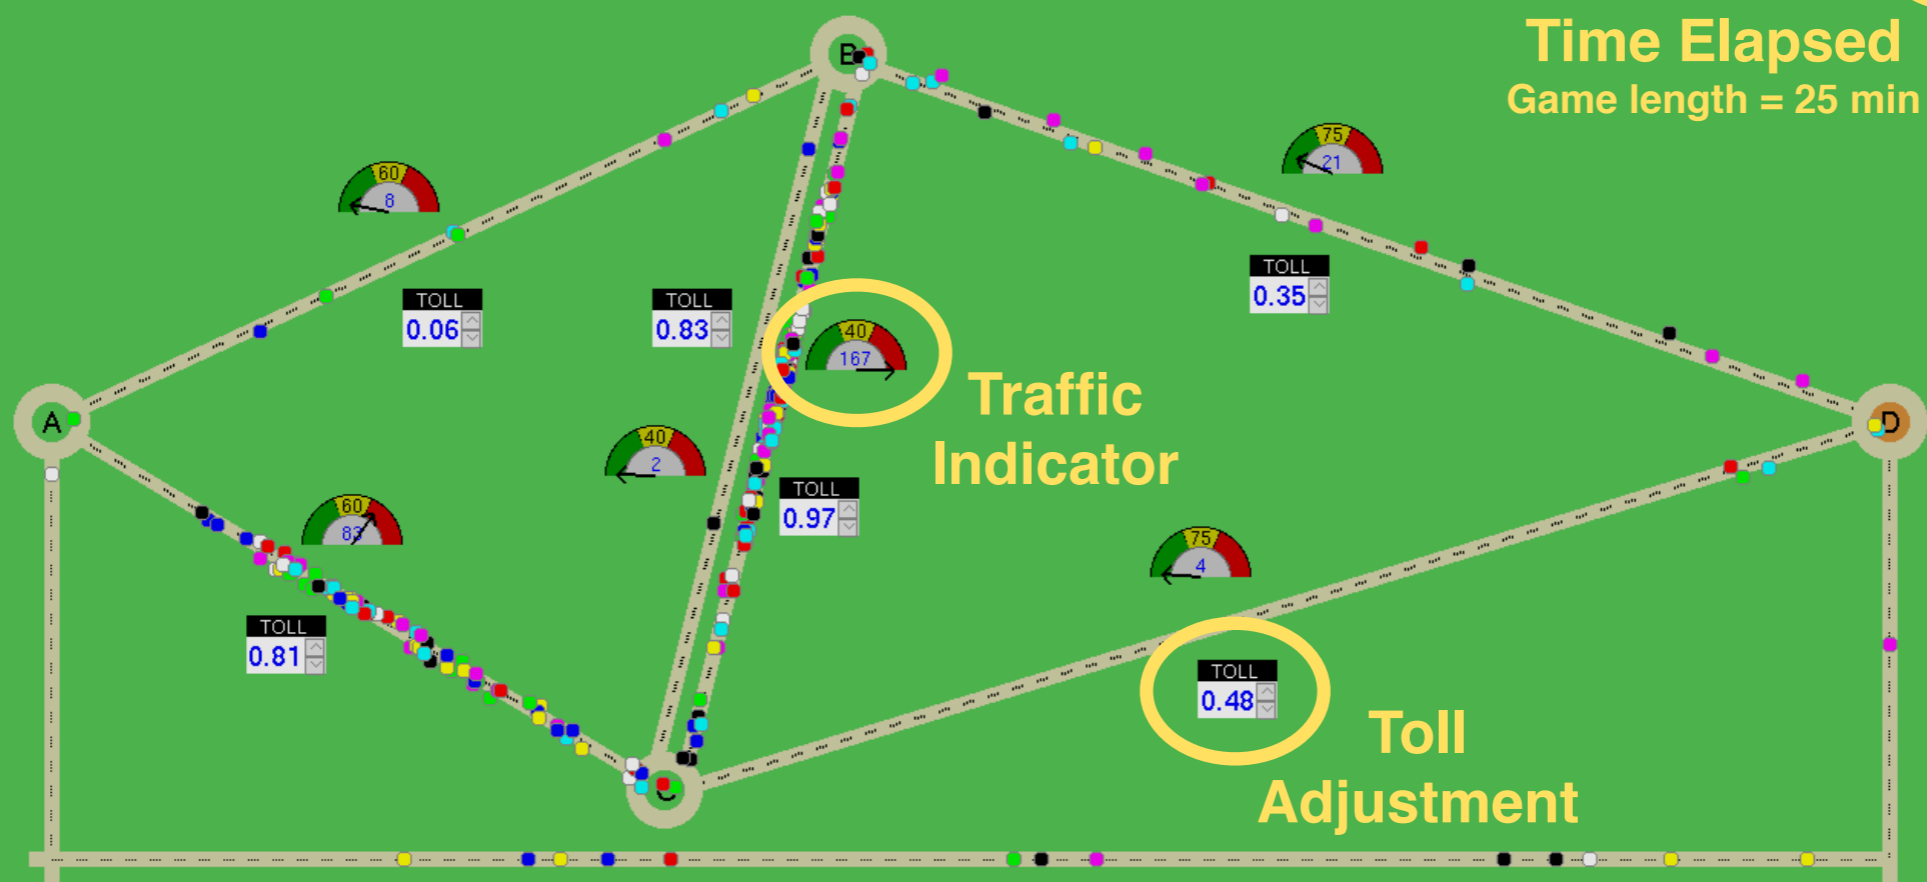 Time Elapsed
Game length = 25 min
B
75
21
60
8
TOLL
0.35
TOLL
0.06
TOLL
0.83
40
167
Traffic
Indicator
A
D
40
2
TOLL
0.97
60
83
75
4
TOLL
0.81
TOLL
0.48
Toll
Adjustment
C